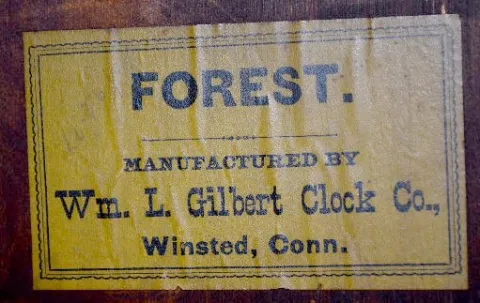 FOREST.
MANUFACTURED BY
Wm. L. Gilbert Clock Co.,
Winsted, Conn.